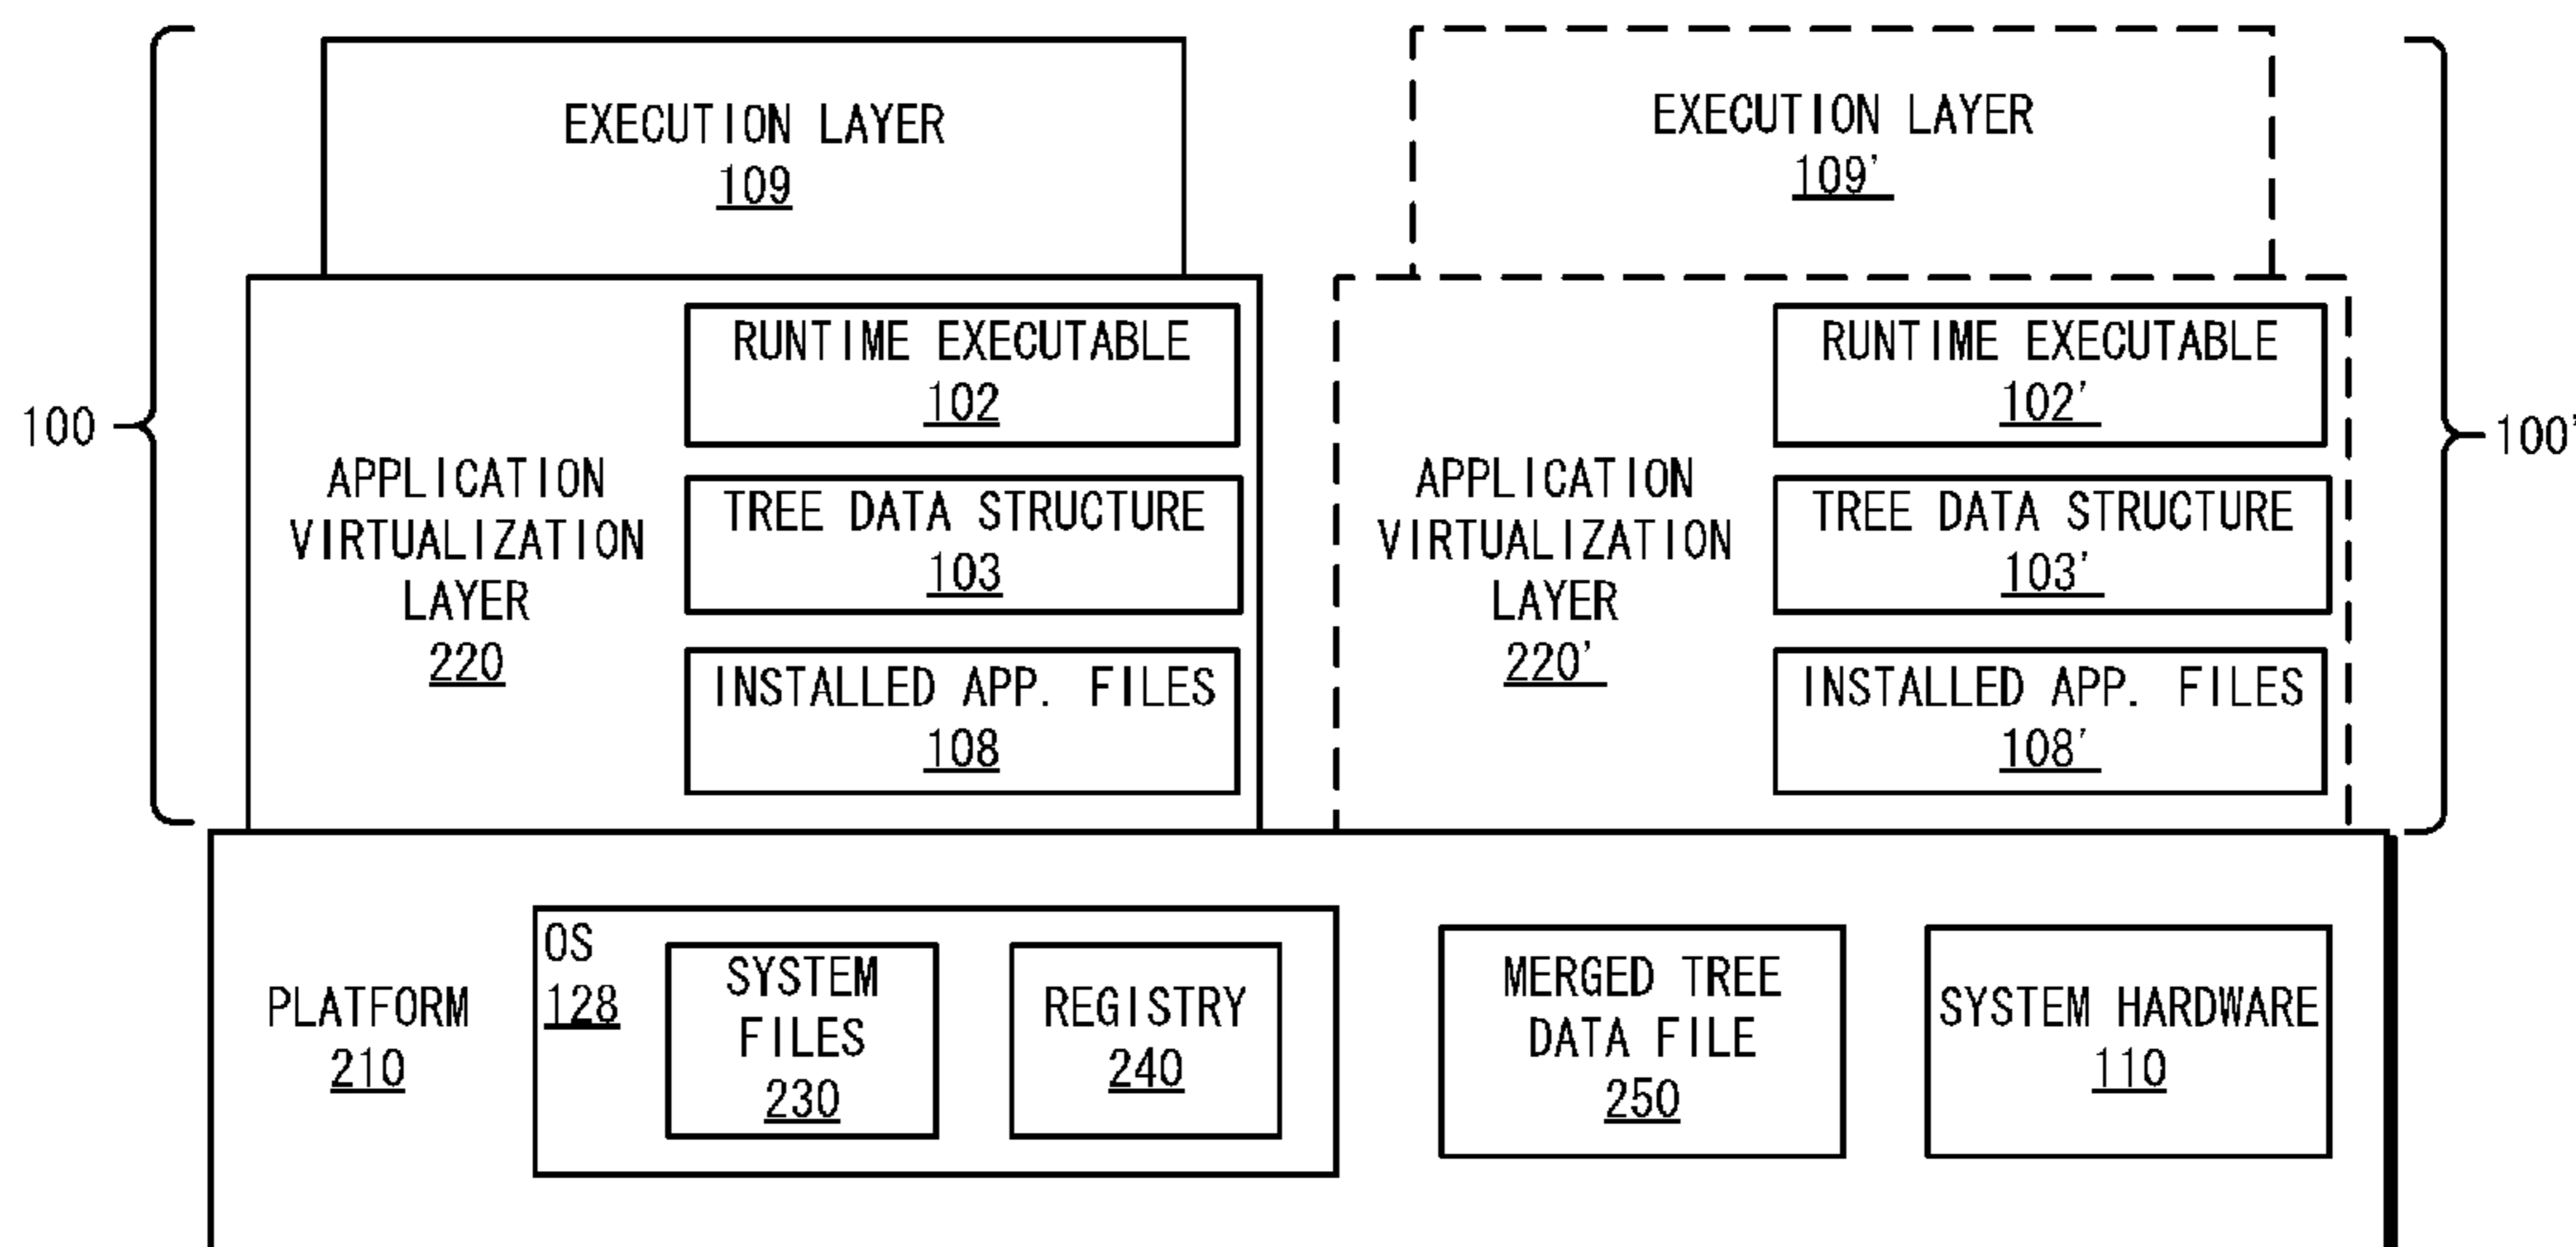 100
EXECUTION LAYER
109
APPLICATION
VIRTUALIZATION
LAYER
220
RUNTIME EXECUTABLE
102
TREE DATA STRUCTURE
103
INSTALLED APP. FILES
108
EXECUTION LAYER
109'
APPLICATION
VIRTUALIZATION
LAYER
220'
RUNTIME EXECUTABLE
102'
TREE DATA STRUCTURE
103'
INSTALLED APP. FILES
108'
100'
PLATFORM
210
OS
128
SYSTEM
FILES
230
REGISTRY
240
MERGED TREE
DATA FILE
250
SYSTEM HARDWARE
110